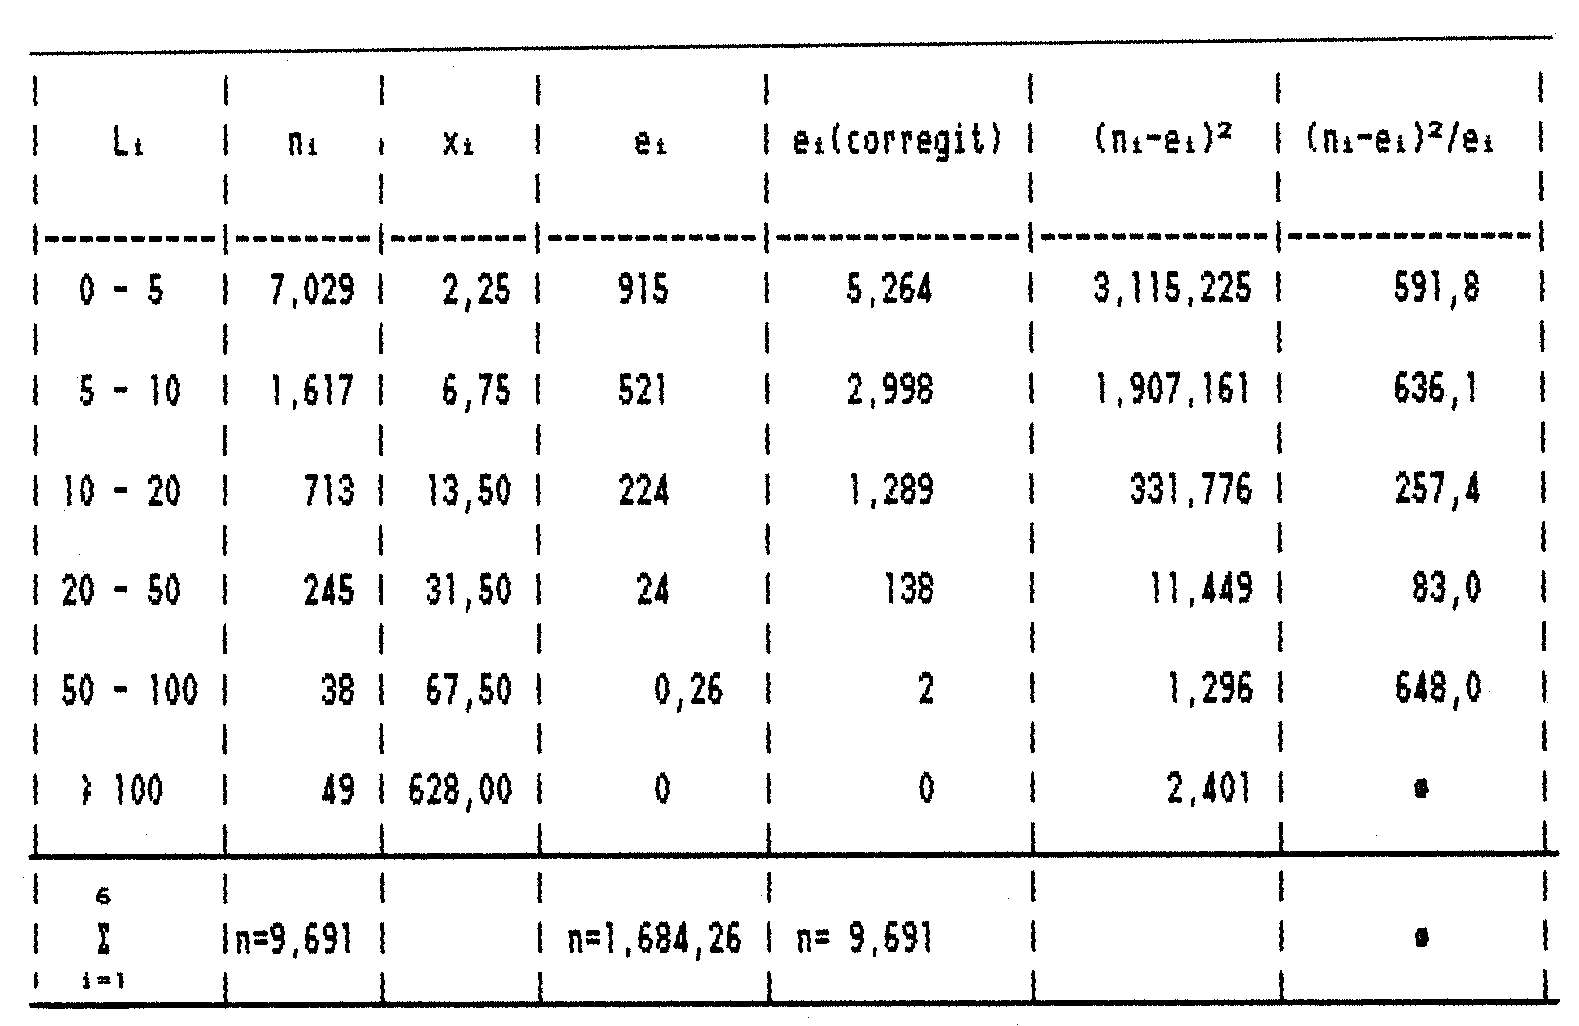 Lᵢ nᵢ xᵢ eᵢ eᵢ(corregit) (nᵢ-eᵢ)² (nᵢ-eᵢ)²/eᵢ
0 - 5 7,029 2,25 915 5,264 3,115,225 591,8
5 - 10 1,617 6,75 521 2,998 1,907,161 636,1
10 - 20 713 13,50 224 1,289 331,776 257,4
20 - 50 245 31,50 24 138 11,449 83,0
50 - 100 38 67,50 0,26 2 1,296 648,0
100 49 628,00 0 0 2,401
6
Σ n=9,691 n=1,684,26 n= 9,691
i=1